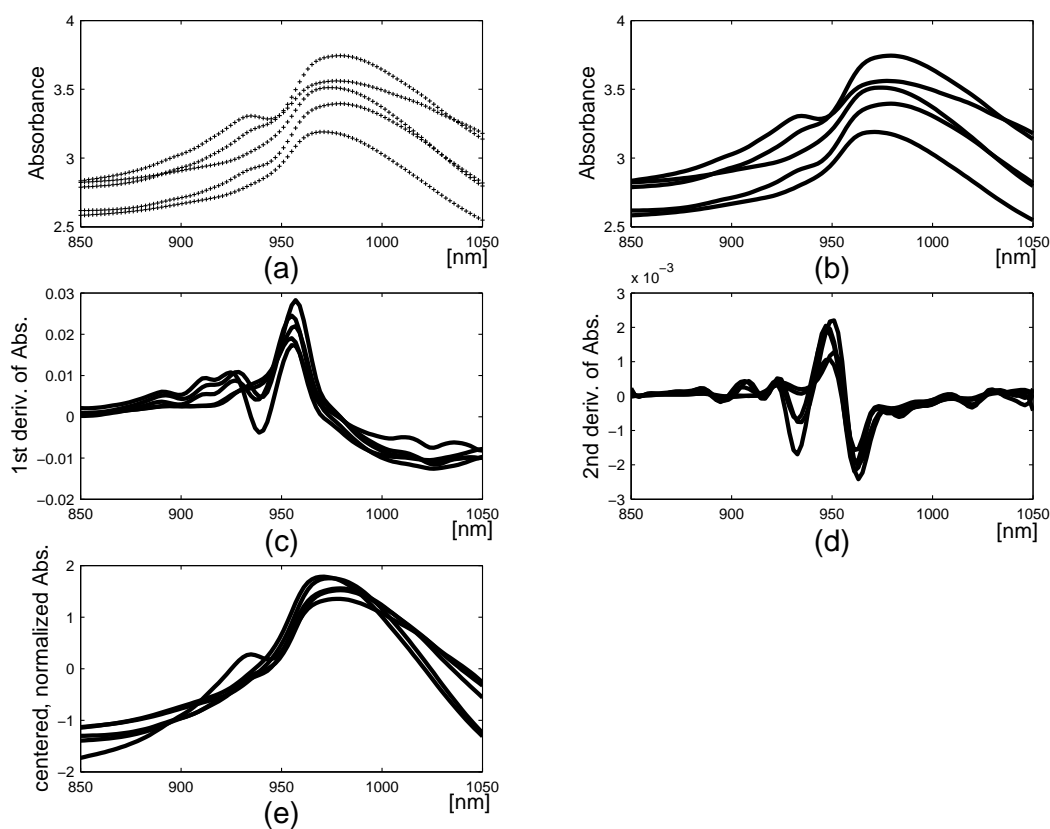 4
3.5
3
2.5
850 900 950 1000 1050
Absorbance
[nm]
(a)
4
3.5
3
2.5
850 900 950 1000 1050
Absorbance
[nm]
(b)
0.03
0.02
0.01
0
−0.01
−0.02
850 900 950 1000 1050
1st deriv. of Abs.
[nm]
(c)
x 10−3
3
2
1
0
−1
−2
−3
850 900 950 1000 1050
2nd deriv. of Abs.
[nm]
(d)
2
1
0
−1
−2
850 900 950 1000 1050
centered, normalized Abs.
[nm]
(e)